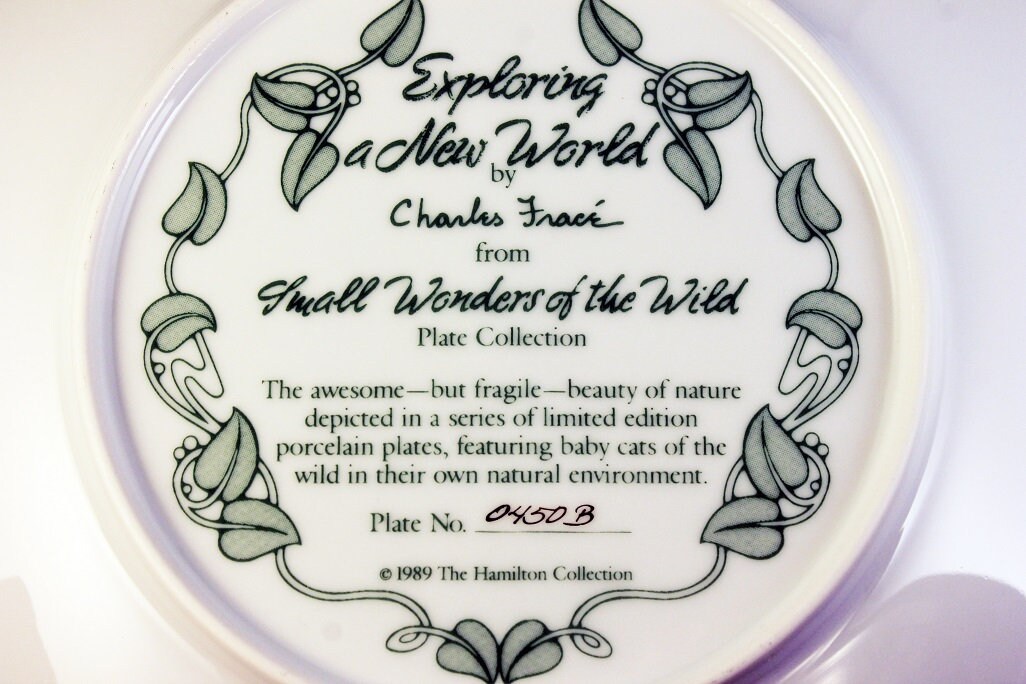 Exploring
a New World
by
Charles Fracé
from
Small Wonders of the Wild
Plate Collection
The awesome—but fragile—beauty of nature
depicted in a series of limited edition
porcelain plates, featuring baby cats of the
wild in their own natural environment.
Plate No. 0450B
© 1989 The Hamilton Collection